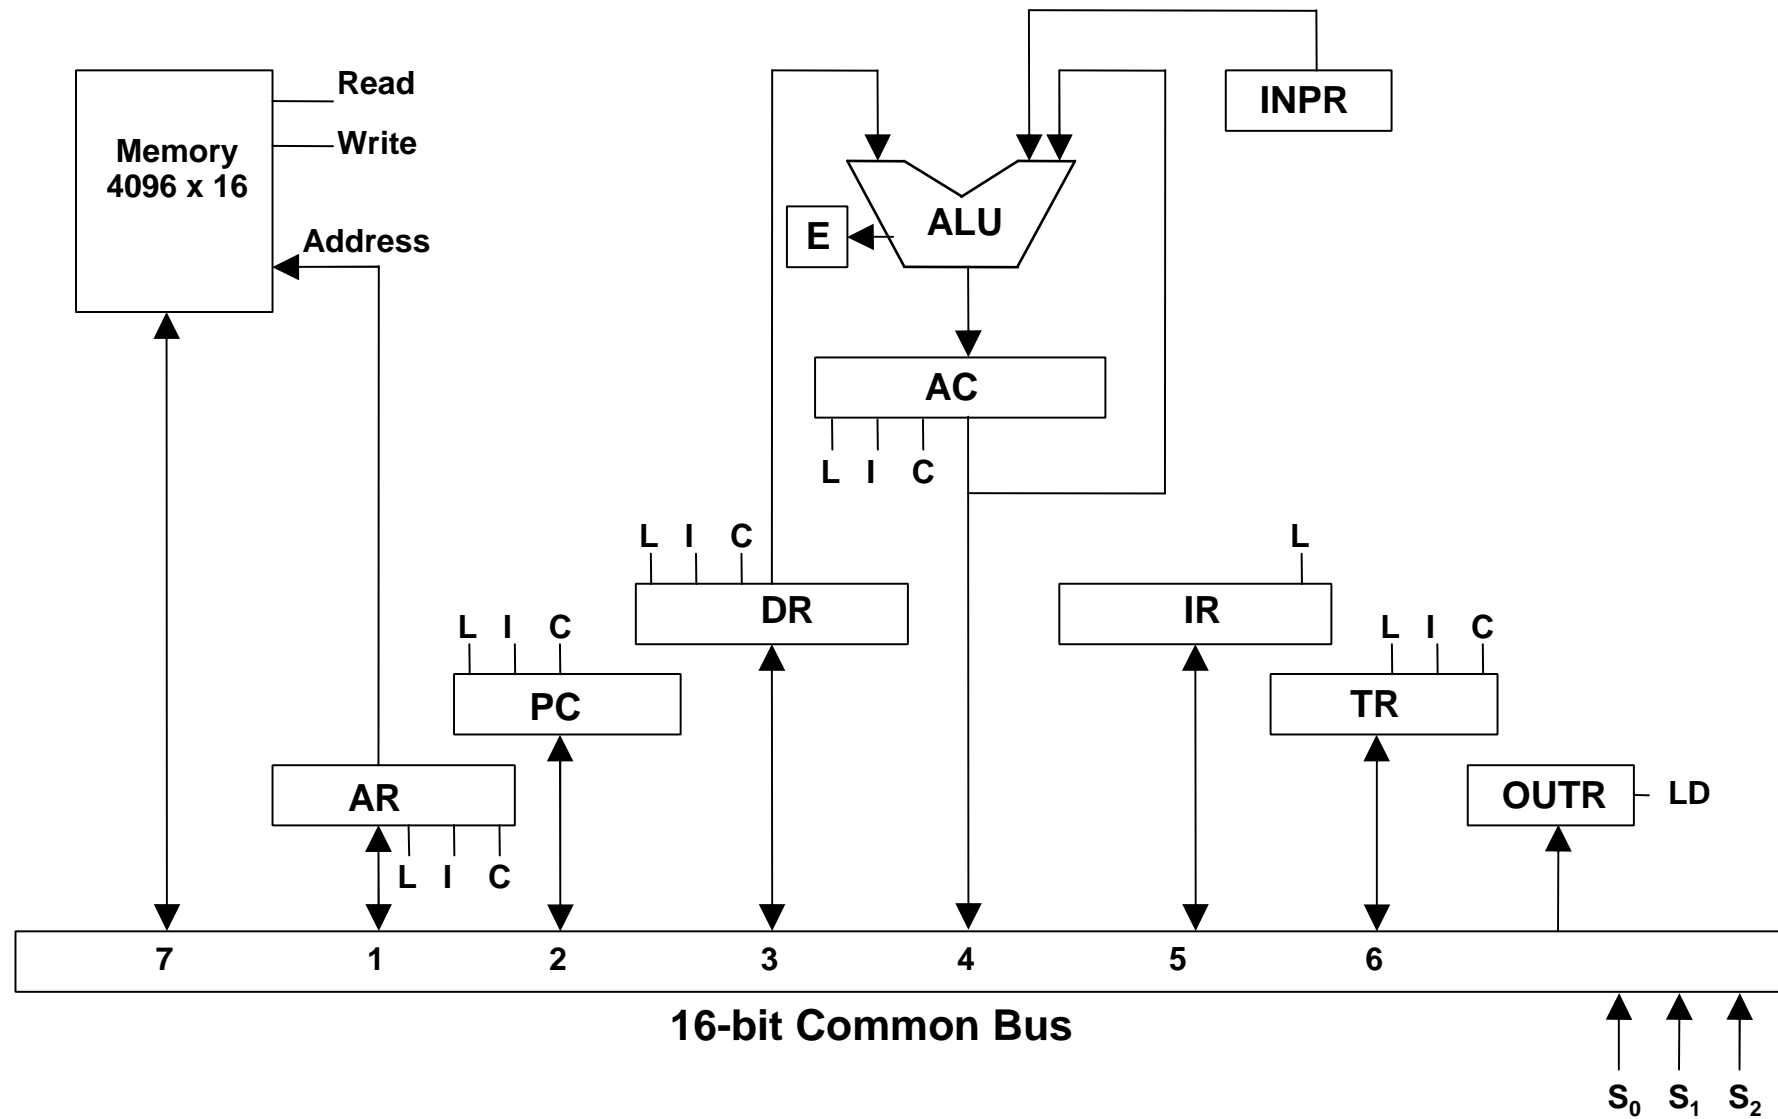 Read
INPR
Write
Memory
4096 x 16
ALU
E
Address
AC
L I C
L I C
L
DR
IR
L I C
L I C
PC
TR
AR
OUTR LD
L I C
7 1 2 3 4 5 6
16-bit Common Bus
S0 S1 S2